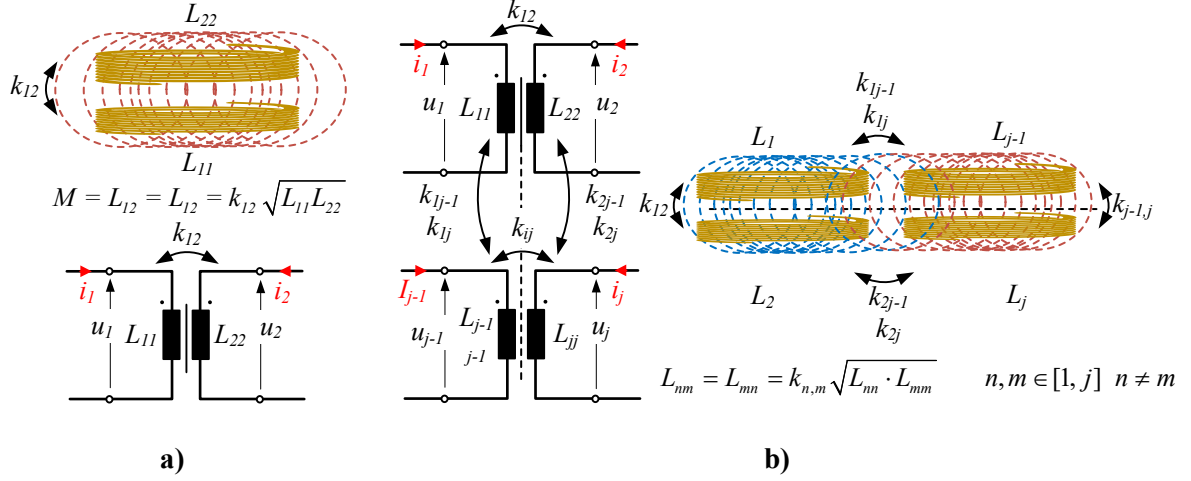 L22
k12
L11
M = L12 = L12 = k12 √L11L22
k12
i1
i2
u1
L11
L22
u2
a)
k12
i1
i2
u1
L11
L22
u2
k1j-1
k1j
kij
k2j-1
k2j
Ij-1
ij
uj-1
Lj-1
j-1
Ljj
uj
k1j-1
k1j
L1
Lj-1
k12
kj-1,j
L2
k2j-1
k2j
Lj
Lnm = Lmn = kn,m √Lnn · Lmm n, m ∈ [1, j] n ≠ m
b)